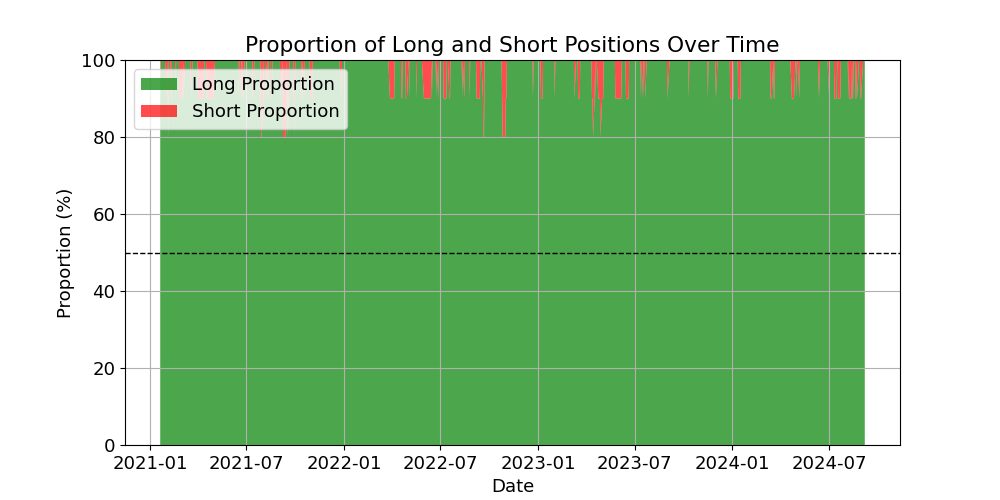 Proportion of Long and Short Positions Over Time
100
80
60
40
20
0
Proportion (%)
Long Proportion
Short Proportion
2021-01 2021-07 2022-01 2022-07 2023-01 2023-07 2024-01 2024-07
Date